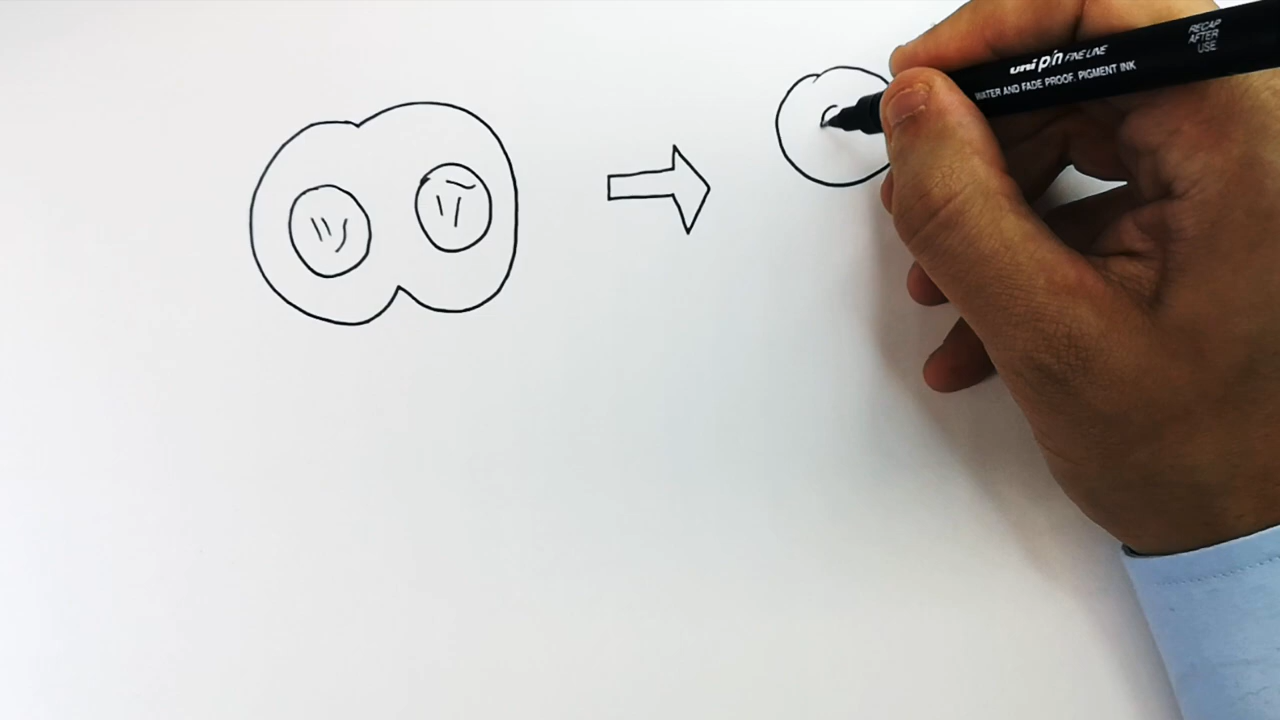 uni pin FINE LINE
WATER AND FADE PROOF, PIGMENT INK
RECAP
AFTER
USE